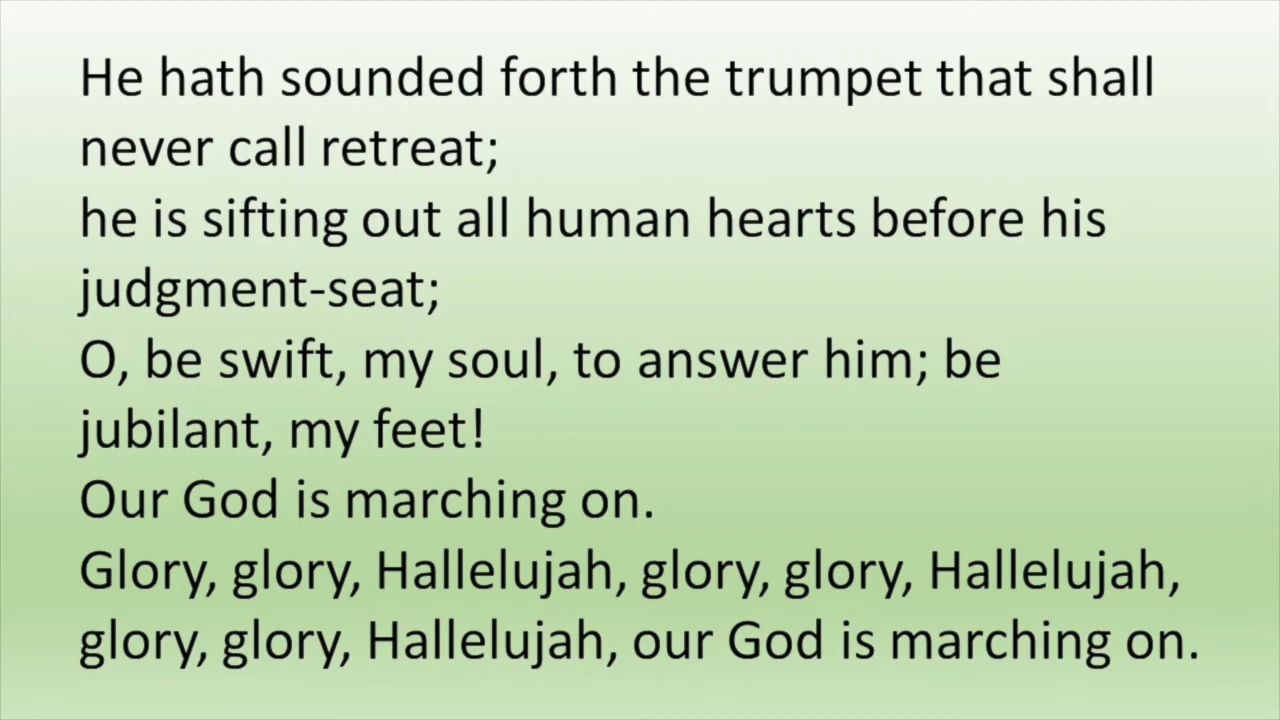 He hath sounded forth the trumpet that shall
never call retreat;
he is sifting out all human hearts before his
judgment-seat;
O, be swift, my soul, to answer him; be
jubilant, my feet!
Our God is marching on.
Glory, glory, Hallelujah, glory, glory, Hallelujah,
glory, glory, Hallelujah, our God is marching on.